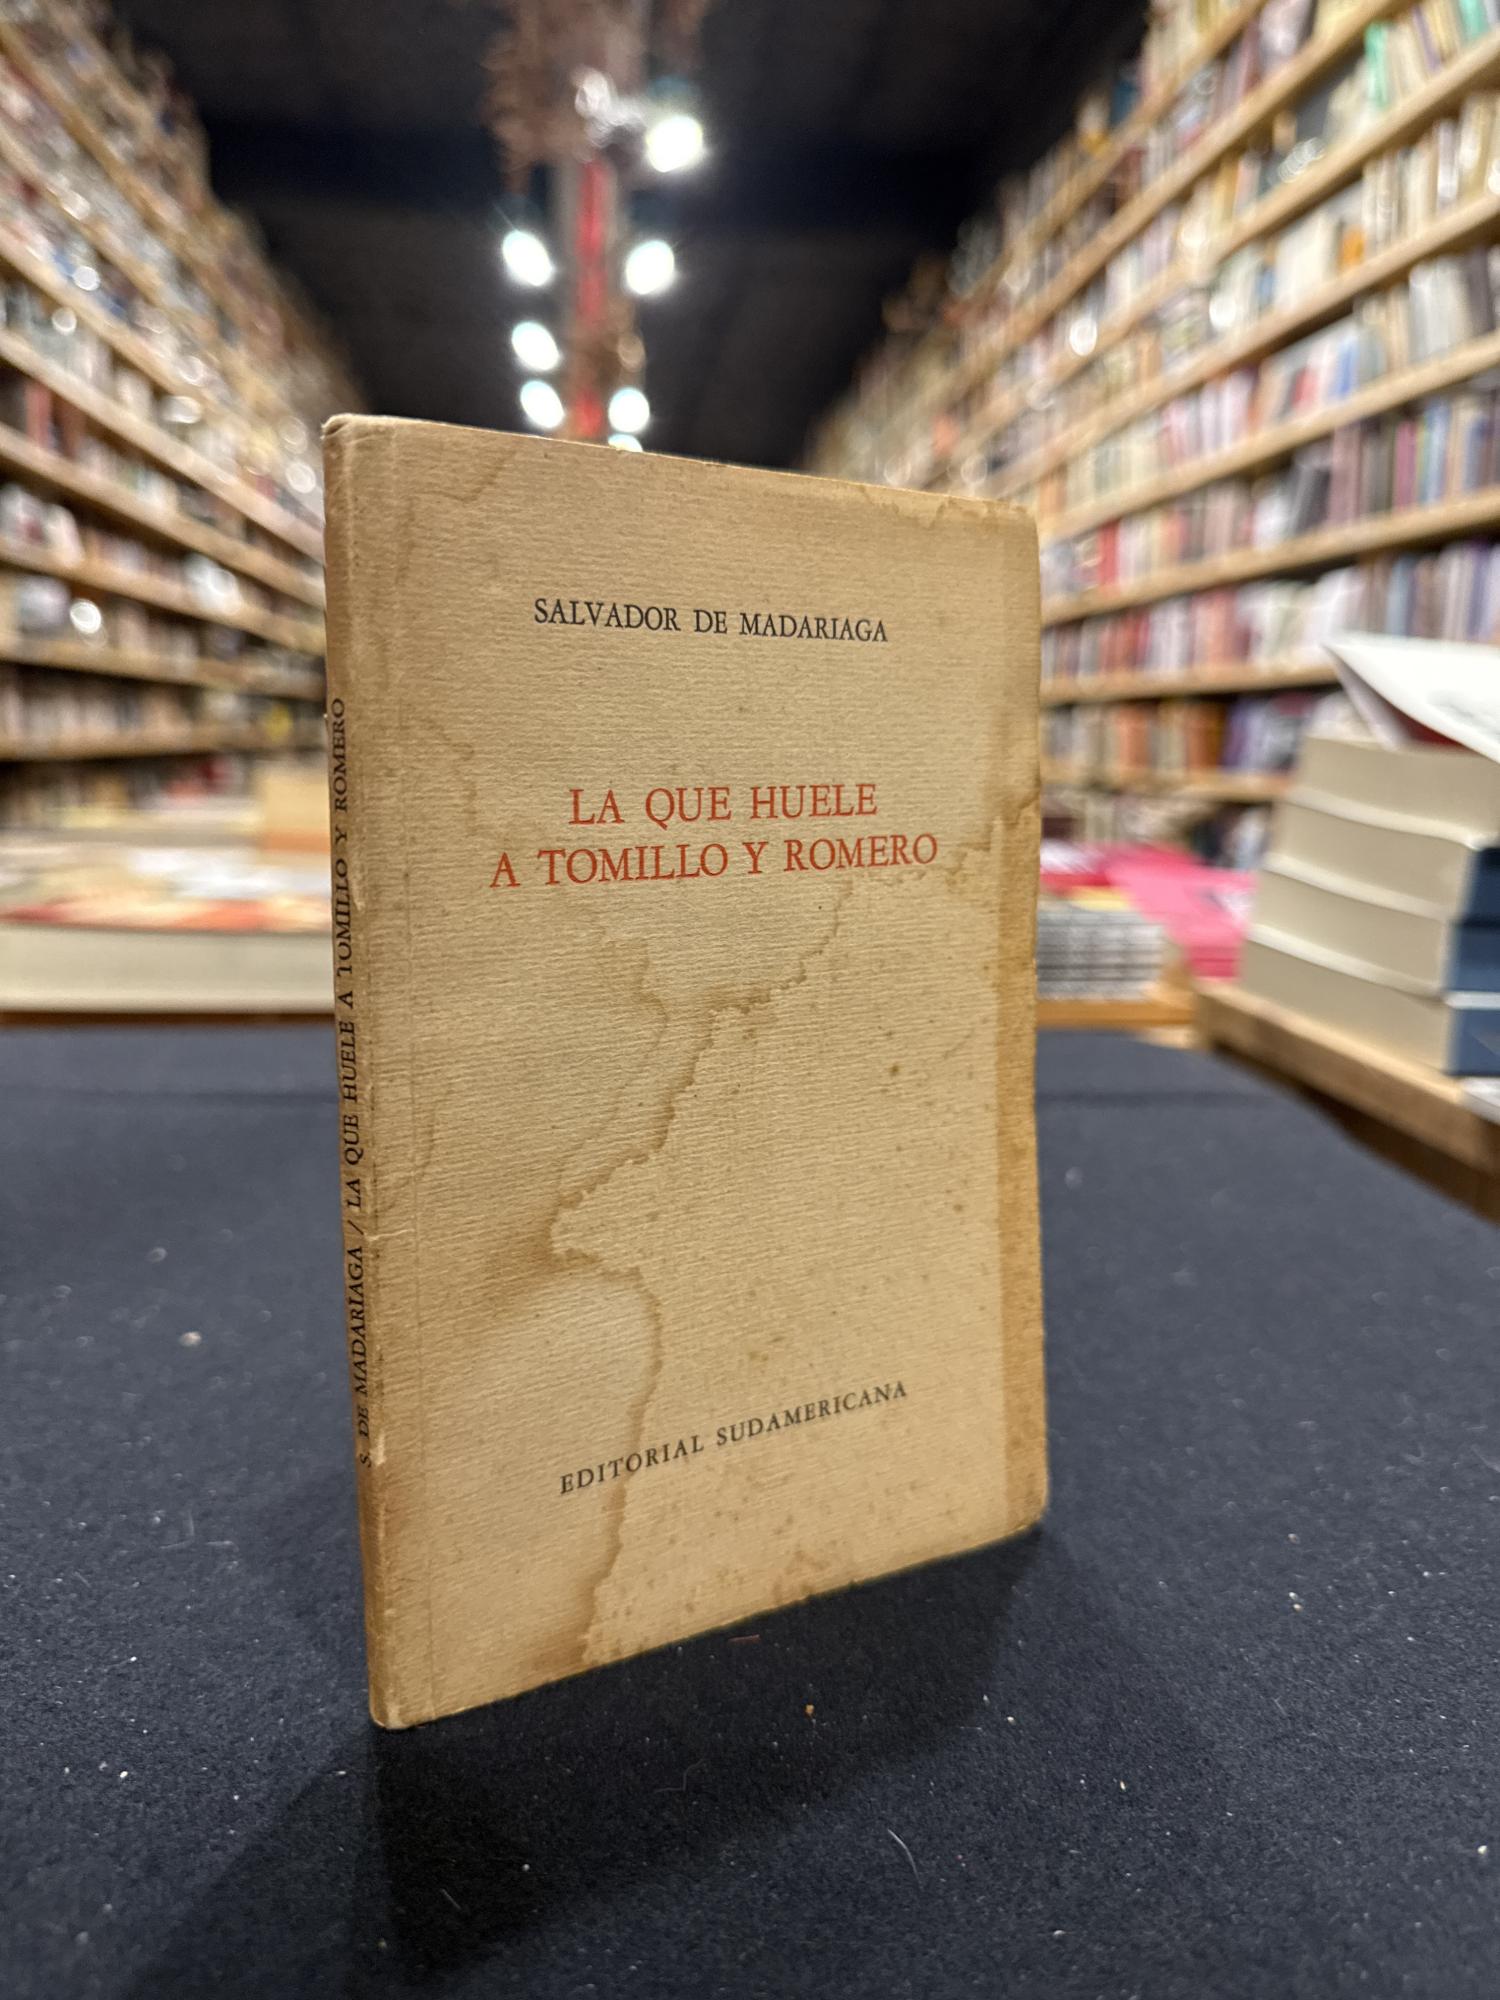 SALVADOR DE MADARIAGA
LA QUE HUELE
A TOMILLO Y ROMERO
EDITORIAL SUDAMERICANA
S. DE MADARIAGA / LA QUE HUELE A TOMILLO Y ROMERO